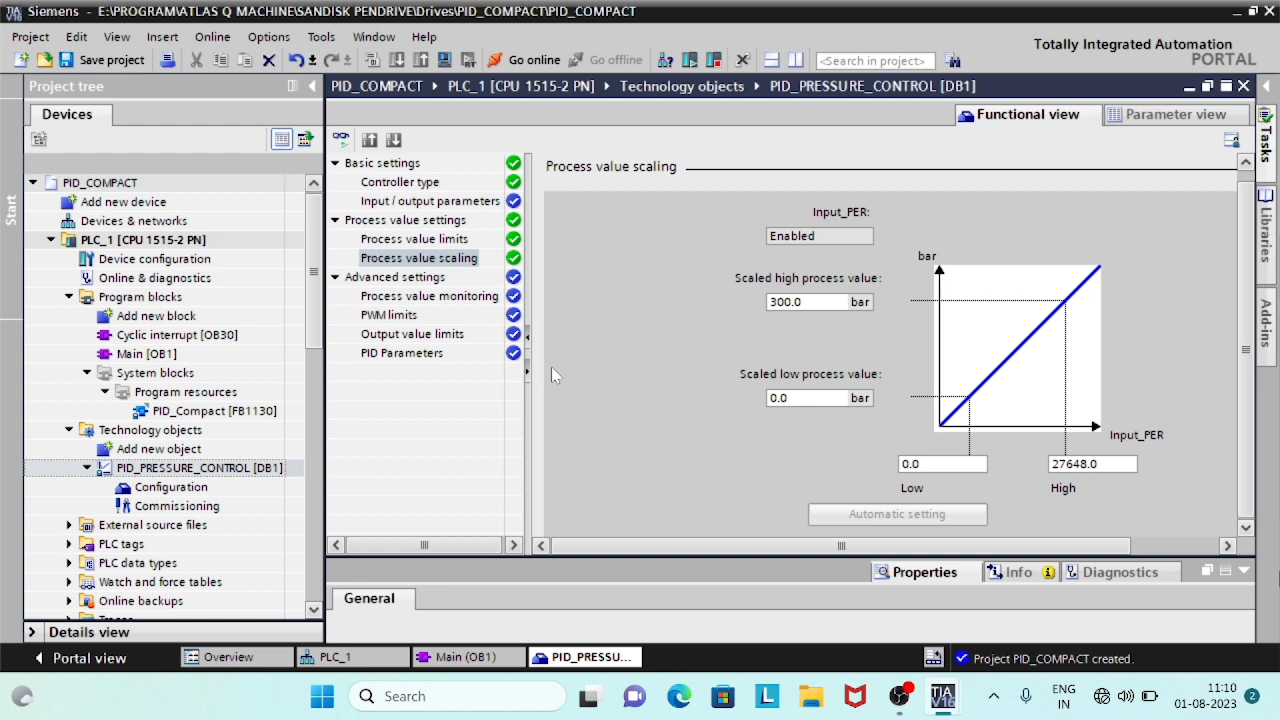 Siemens - E:\PROGRAM\ATLAS Q MACHINE\SANDISK PENDRIVE\Drives\PID_COMPACT\PID_COMPACT
Project Edit View Insert Online Options Tools Window Help
Totally Integrated Automation
PORTAL
Save project
Go online
Go offline
<Search in project>
Project tree
PID_COMPACT ▸ PLC_1 [CPU 1515-2 PN] ▸ Technology objects ▸ PID_PRESSURE_CONTROL [DB1]
Devices
Functional view
Parameter view
Start
PID_COMPACT
Add new device
Devices & networks
PLC_1 [CPU 1515-2 PN]
Device configuration
Online & diagnostics
Program blocks
Add new block
Cyclic interrupt [OB30]
Main [OB1]
System blocks
Program resources
PID_Compact [FB1130]
Technology objects
Add new object
PID_PRESSURE_CONTROL [DB1]
Configuration
Commissioning
External source files
PLC tags
PLC data types
Watch and force tables
Online backups
Traces
Details view
Basic settings
Controller type
Input / output parameters
Process value settings
Process value limits
Process value scaling
Advanced settings
Process value monitoring
PWM limits
Output value limits
PID Parameters
Process value scaling
Input_PER:
Enabled
Scaled high process value:
300.0 bar
Scaled low process value:
0.0 bar
bar
Input_PER
0.0
27648.0
Low
High
Automatic setting
Tasks
Libraries
Add-ins
Properties
Info
Diagnostics
General
Portal view
Overview
PLC_1
Main (OB1)
PID_PRESSU...
Project PID_COMPACT created.
Search
TIA
V16
ENG
IN
11:10
01-08-2023
2